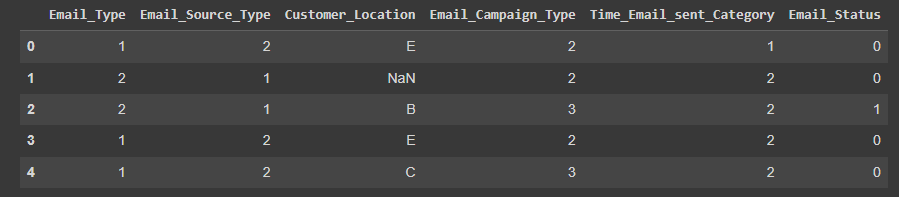 Email_Type Email_Source_Type Customer_Location Email_Campaign_Type Time_Email_sent_Category Email_Status
0 1 2 E 2 1 0
1 2 1 NaN 2 2 0
2 2 1 B 3 2 1
3 1 2 E 2 2 0
4 1 2 C 3 2 0